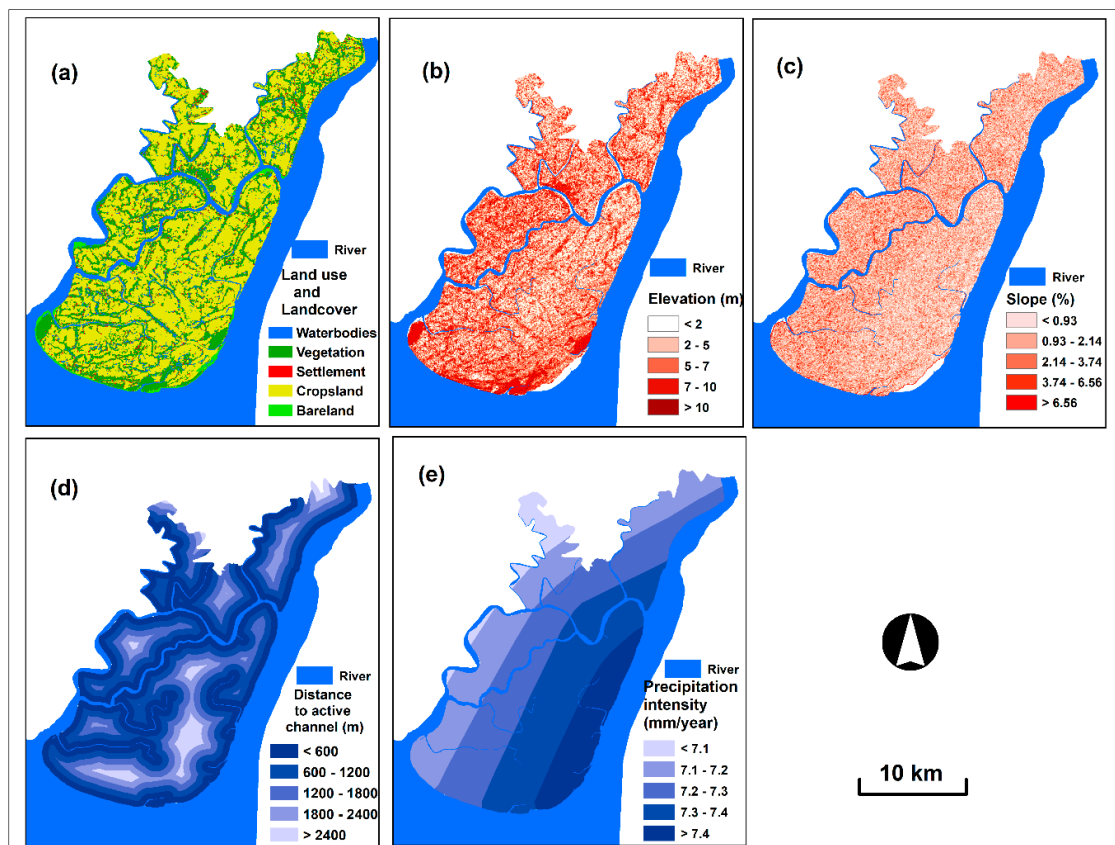 (a)
River
Land use
and
Landcover
Waterbodies
Vegetation
Settlement
Cropsland
Bareland
(b)
River
Elevation (m)
< 2
2 - 5
5 - 7
7 - 10
> 10
(c)
River
Slope (%)
< 0.93
0.93 - 2.14
2.14 - 3.74
3.74 - 6.56
> 6.56
(d)
River
Distance
to active
channel (m)
< 600
600 - 1200
1200 - 1800
1800 - 2400
> 2400
(e)
River
Precipitation
intensity
(mm/year)
< 7.1
7.1 - 7.2
7.2 - 7.3
7.3 - 7.4
> 7.4
10 km